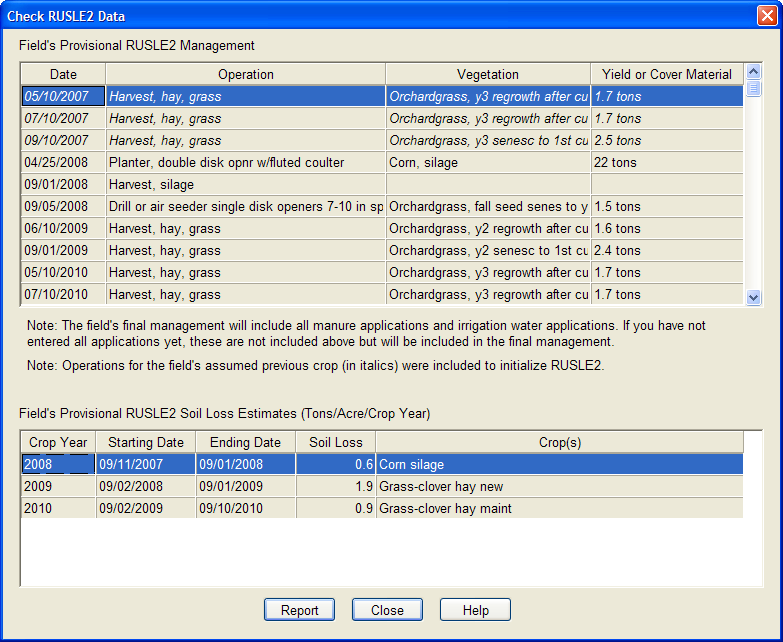 Check RUSLE2 Data
Field's Provisional RUSLE2 Management
Date Operation Vegetation Yield or Cover Material
05/10/2007 Harvest, hay, grass Orchardgrass, y3 regrowth after cu 1.7 tons
07/10/2007 Harvest, hay, grass Orchardgrass, y3 regrowth after cu 1.7 tons
09/10/2007 Harvest, hay, grass Orchardgrass, y3 senesc to 1st cu 2.5 tons
04/25/2008 Planter, double disk opnr w/fluted coulter Corn, silage 22 tons
09/01/2008 Harvest, silage
09/05/2008 Drill or air seeder single disk openers 7-10 in sp Orchardgrass, fall seed senes to y 1.5 tons
06/10/2009 Harvest, hay, grass Orchardgrass, y2 regrowth after cu 1.6 tons
09/01/2009 Harvest, hay, grass Orchardgrass, y2 senesc to 1st cu 2.4 tons
05/10/2010 Harvest, hay, grass Orchardgrass, y3 regrowth after cu 1.7 tons
07/10/2010 Harvest, hay, grass Orchardgrass, y3 regrowth after cu 1.7 tons
Note: The field's final management will include all manure applications and irrigation water applications. If you have not
entered all applications yet, these are not included above but will be included in the final management.
Note: Operations for the field's assumed previous crop (in italics) were included to initialize RUSLE2.
Field's Provisional RUSLE2 Soil Loss Estimates (Tons/Acre/Crop Year)
Crop Year Starting Date Ending Date Soil Loss Crop(s)
2008 09/11/2007 09/01/2008 0.6 Corn silage
2009 09/02/2008 09/01/2009 1.9 Grass-clover hay new
2010 09/02/2009 09/10/2010 0.9 Grass-clover hay maint
Report Close Help